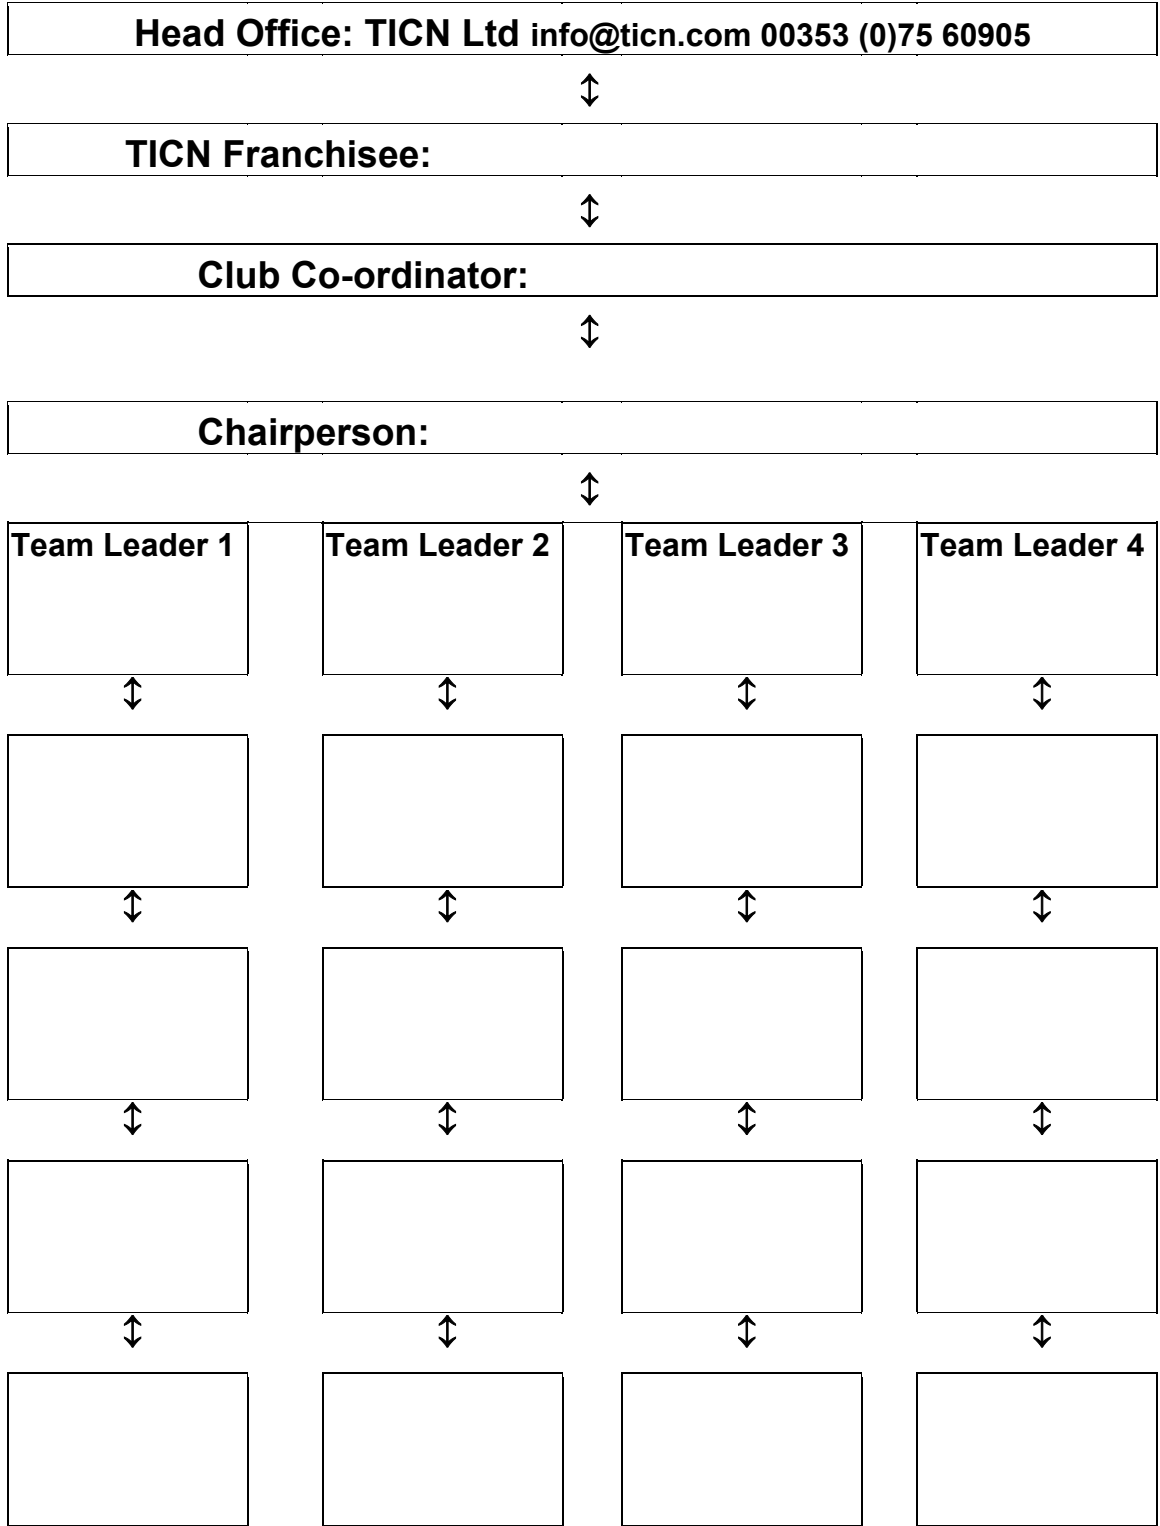 Head Office: TICN Ltd info@ticn.com 00353 (0)75 60905
↕
TICN Franchisee:
↕
Club Co-ordinator:
↕
Chairperson:
↕
Team Leader 1 Team Leader 2 Team Leader 3 Team Leader 4
↕ ↕ ↕ ↕
↕ ↕ ↕ ↕
↕ ↕ ↕ ↕
↕ ↕ ↕ ↕